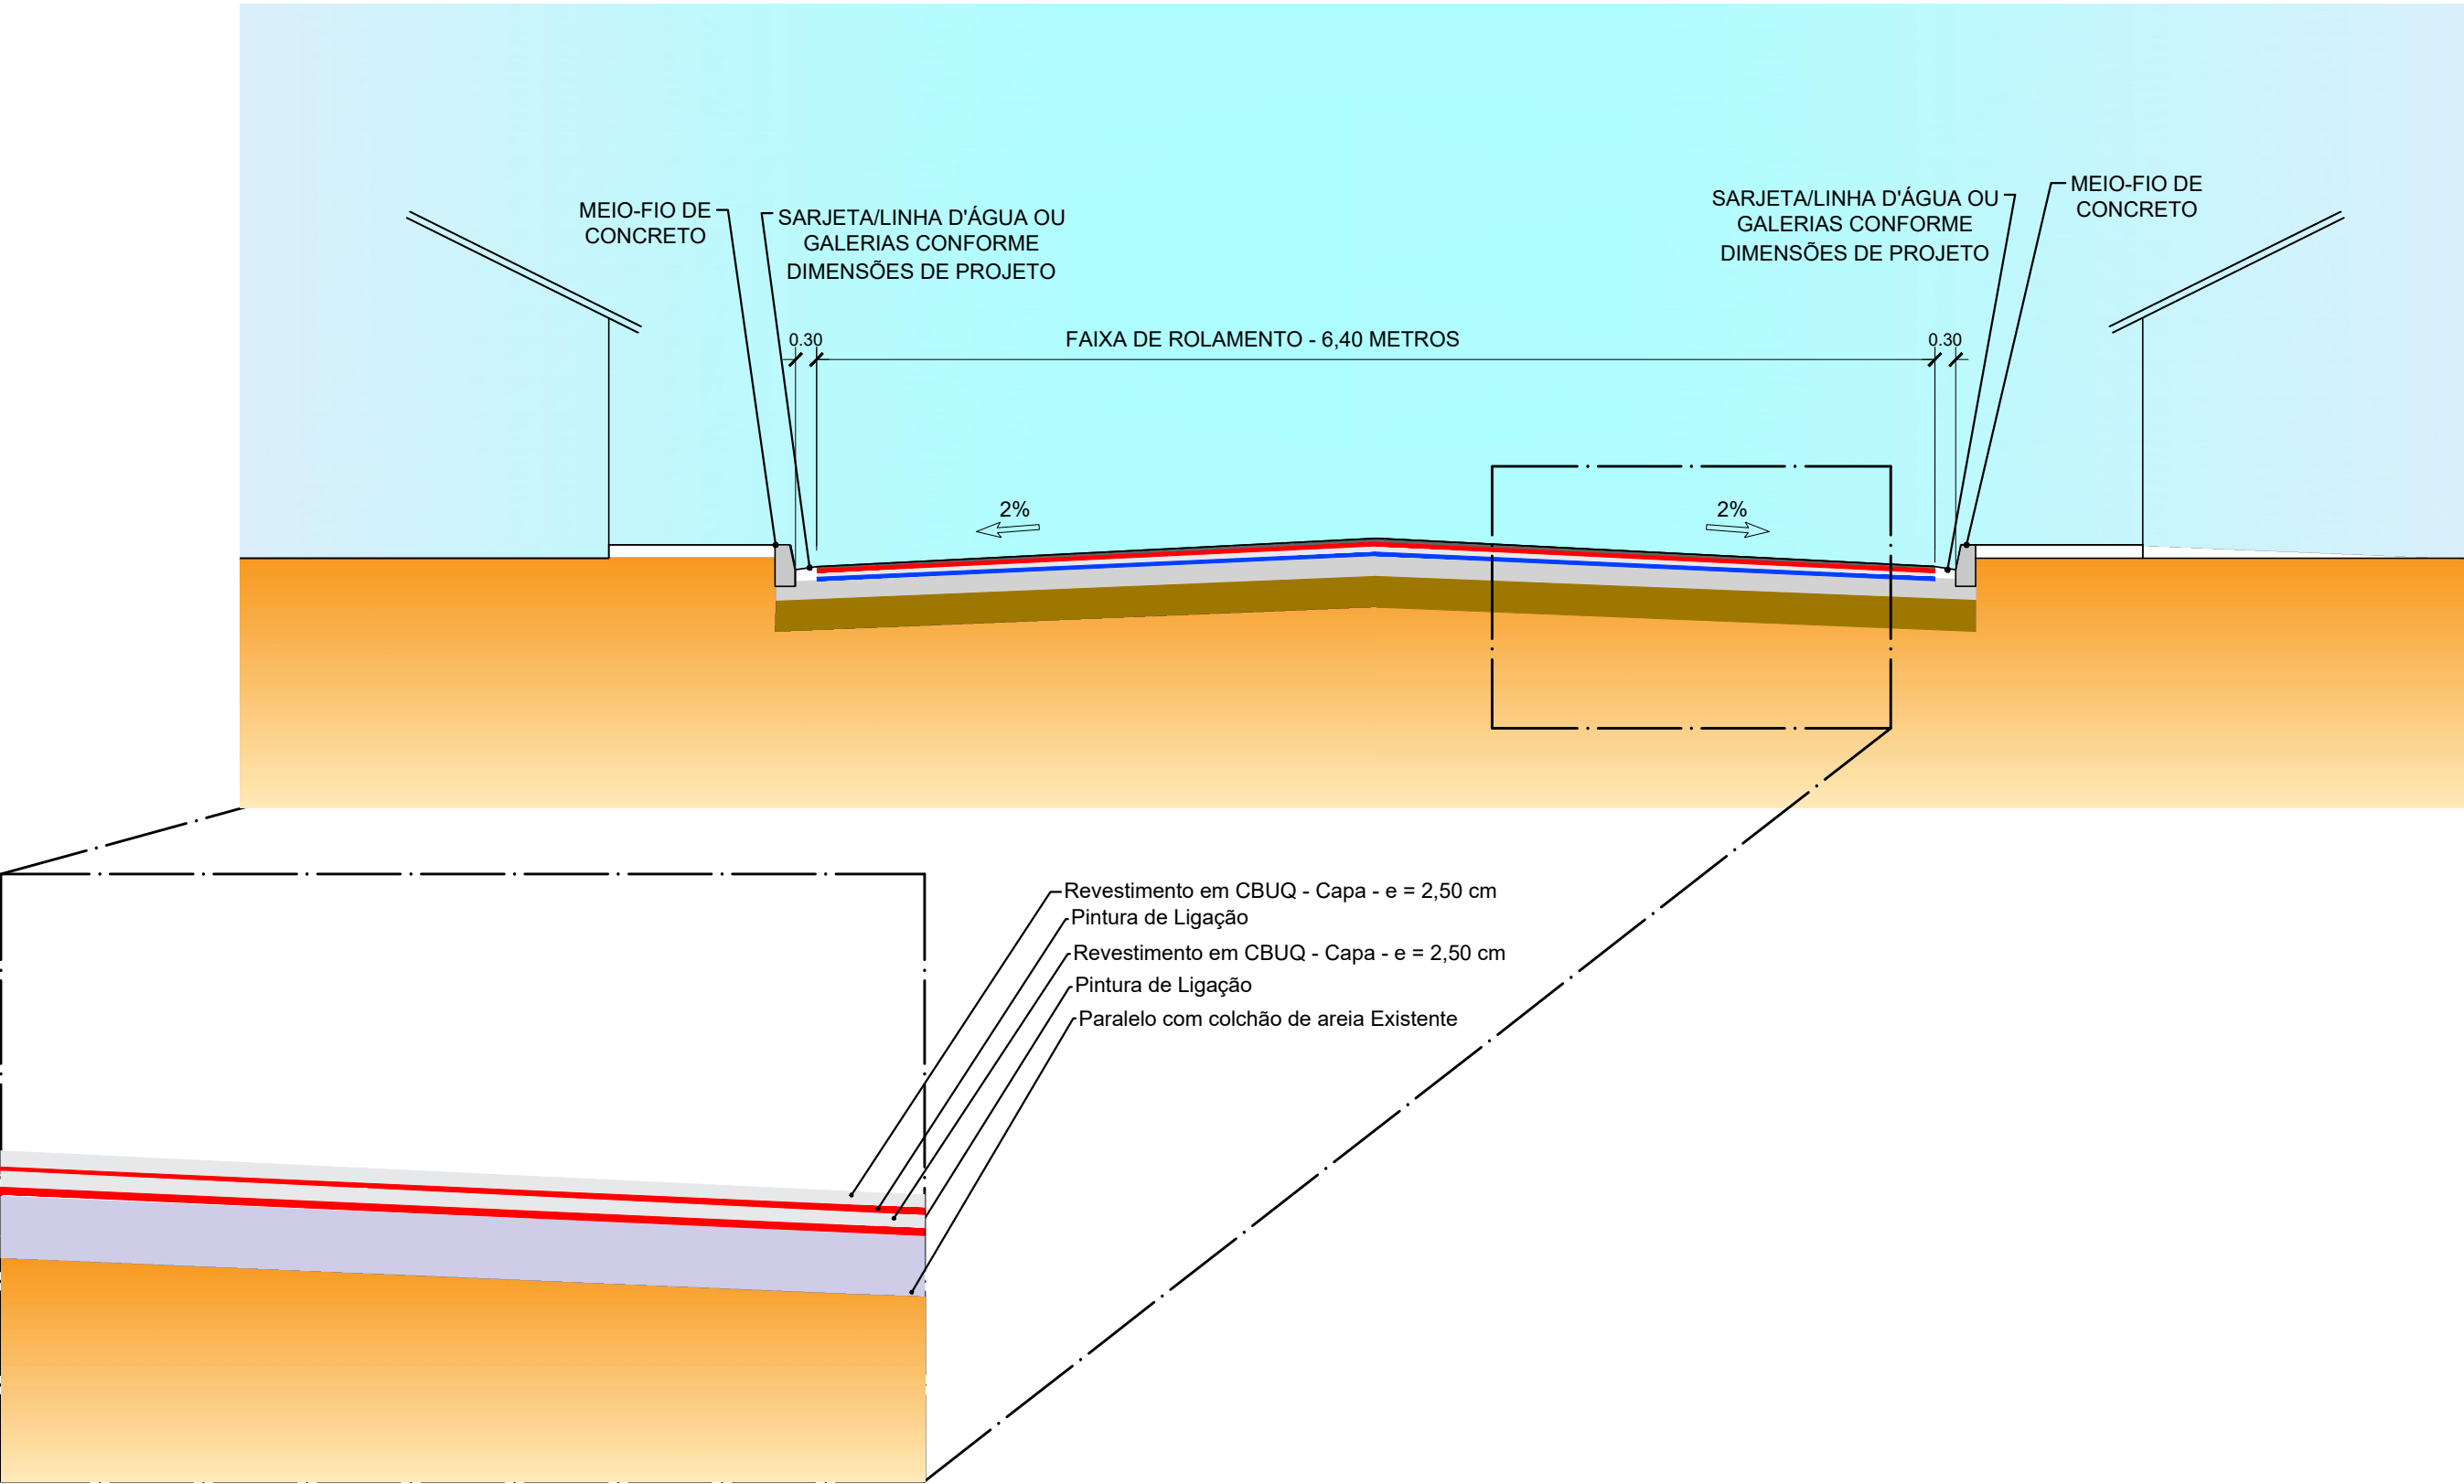 MEIO-FIO DE
CONCRETO
SARJETA/LINHA D'ÁGUA OU
GALERIAS CONFORME
DIMENSÕES DE PROJETO
SARJETA/LINHA D'ÁGUA OU
GALERIAS CONFORME
DIMENSÕES DE PROJETO
MEIO-FIO DE
CONCRETO
0.30
FAIXA DE ROLAMENTO - 6,40 METROS
0.30
2%
2%
Revestimento em CBUQ - Capa - e = 2,50 cm
Pintura de Ligação
Revestimento em CBUQ - Capa - e = 2,50 cm
Pintura de Ligação
Paralelo com colchão de areia Existente